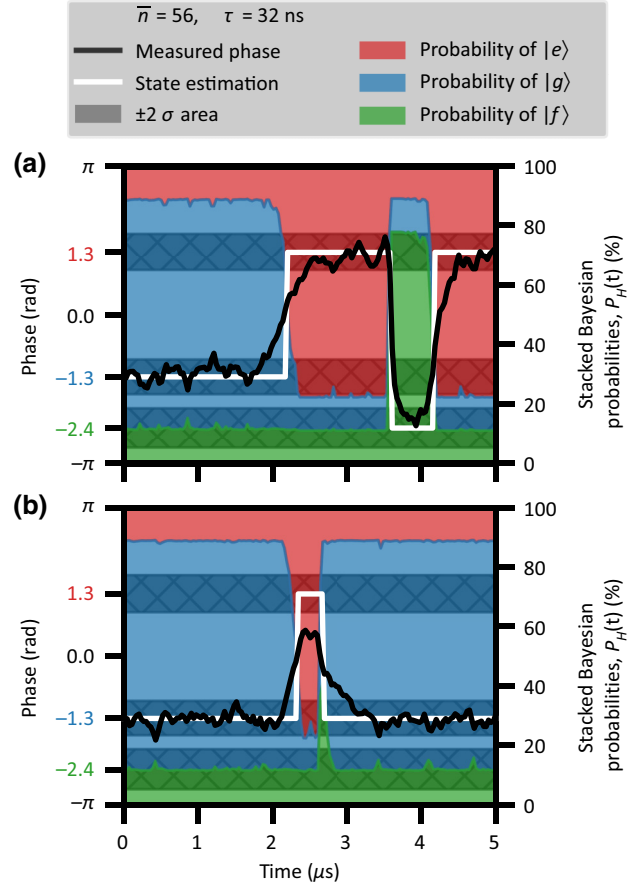 n̅ = 56, τ = 32 ns
Measured phase
State estimation
±2 σ area
Probability of |e⟩
Probability of |g⟩
Probability of |f⟩
(a)
π
1.3
0.0
−1.3
−2.4
−π
Phase (rad)
100
80
60
40
20
0
Stacked Bayesian
probabilities, P_H(t) (%)
(b)
π
1.3
0.0
−1.3
−2.4
−π
Phase (rad)
100
80
60
40
20
0
Stacked Bayesian
probabilities, P_H(t) (%)
0 1 2 3 4 5
Time (μs)